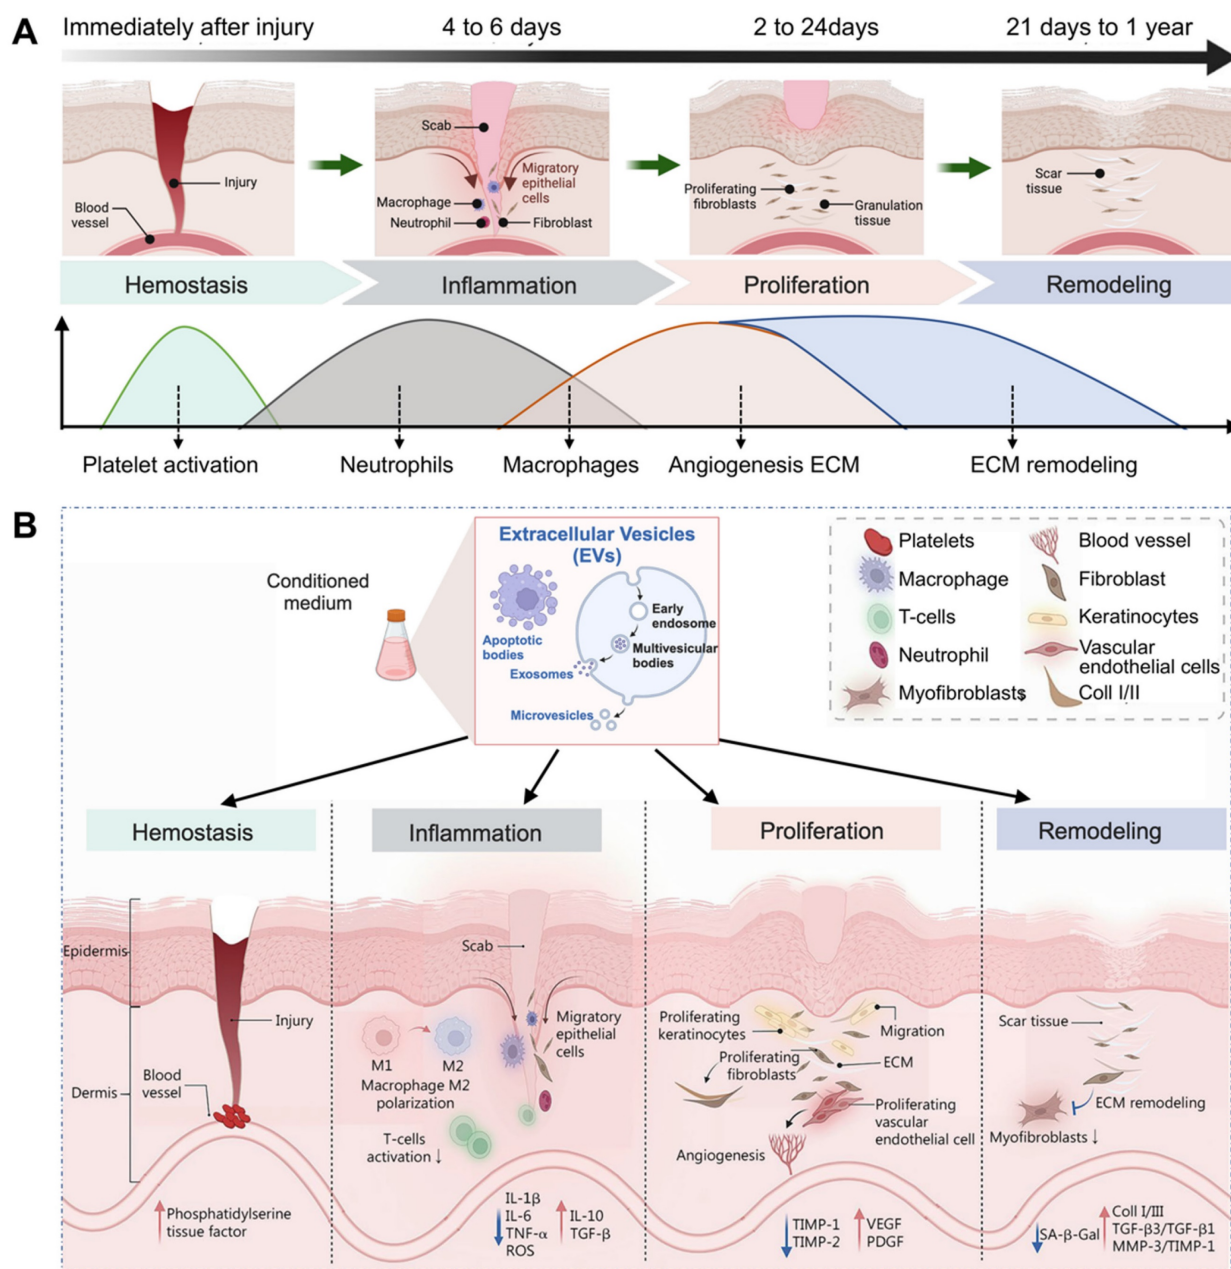 A
Immediately after injury
4 to 6 days
2 to 24days
21 days to 1 year
Injury
Blood
vessel
Scab
Migratory
epithelial
cells
Macrophage
Neutrophil
Fibroblast
Proliferating
fibroblasts
Granulation
tissue
Scar
tissue
Hemostasis
Inflammation
Proliferation
Remodeling
Platelet activation
Neutrophils
Macrophages
Angiogenesis ECM
ECM remodeling
B
Conditioned
medium
Extracellular Vesicles
(EVs)
Early
endosome
Apoptotic
bodies
Multivesicular
bodies
Exosomes
Microvesicles
Platelets
Macrophage
T-cells
Neutrophil
Myofibroblasts
Blood vessel
Fibroblast
Keratinocytes
Vascular
endothelial cells
Coll I/II
Hemostasis
Inflammation
Proliferation
Remodeling
Epidermis
Dermis
Injury
Blood
vessel
Phosphatidylserine
tissue factor
Scab
Migratory
epithelial
cells
M1
M2
Macrophage M2
polarization
T-cells
activation ↓
IL-1β
IL-6
TNF-α
ROS
IL-10
TGF-β
Proliferating
keratinocytes
Migration
ECM
Proliferating
fibroblasts
Proliferating
vascular
endothelial cell
Angiogenesis
TIMP-1
TIMP-2
VEGF
PDGF
Scar tissue
ECM remodeling
Myofibroblasts ↓
SA-β-Gal
Coll I/III
TGF-β3/TGF-β1
MMP-3/TIMP-1